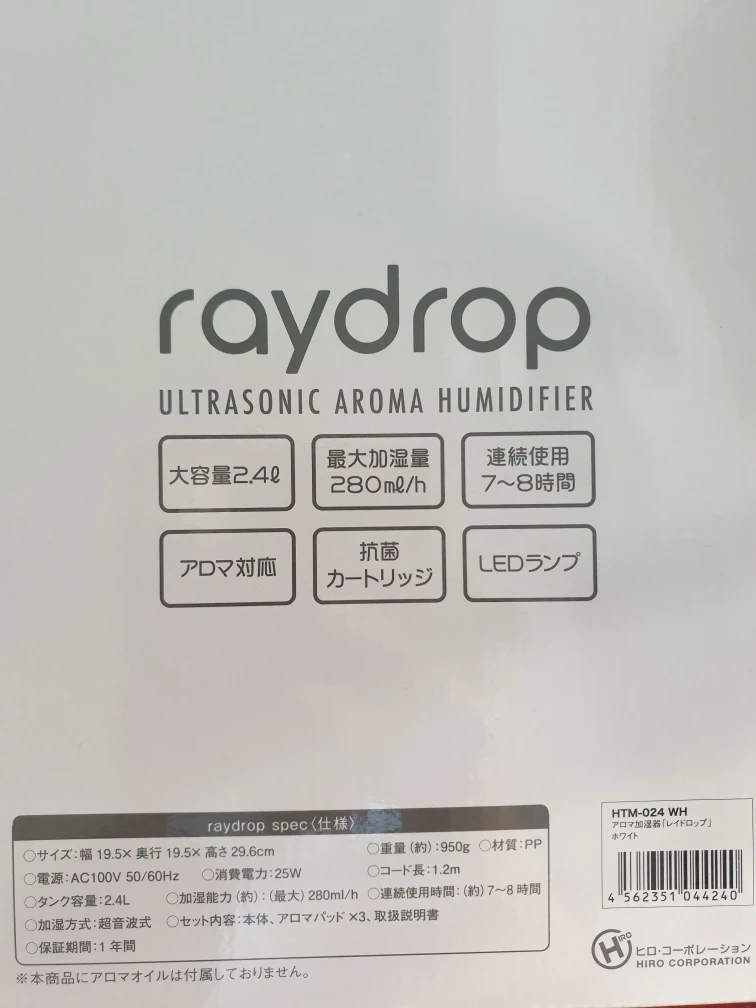 raydrop
ULTRASONIC AROMA HUMIDIFIER
大容量2.4ℓ
最大加湿量
280mℓ/h
連続使用
7〜8時間
アロマ対応
抗菌
カートリッジ
LEDランプ
raydrop spec〈仕様〉
○サイズ:幅 19.5× 奥行 19.5× 高さ 29.6cm ○重量 (約):950g ○材質:PP
○電源:AC100V 50/60Hz ○消費電力:25W ○コード長:1.2m
○タンク容量:2.4L ○加湿能力 (約):(最大) 280ml/h ○連続使用時間:(約) 7〜8 時間
○加湿方式:超音波式 ○セット内容:本体、アロマパッド ×3、取扱説明書
○保証期間:1 年間
※本商品にアロマオイルは付属しておりません。
HTM-024 WH
アロマ加湿器「レイドロップ」
ホワイト
4 562351 044240
HIRO
ヒロ・コーポレーション
HIRO CORPORATION